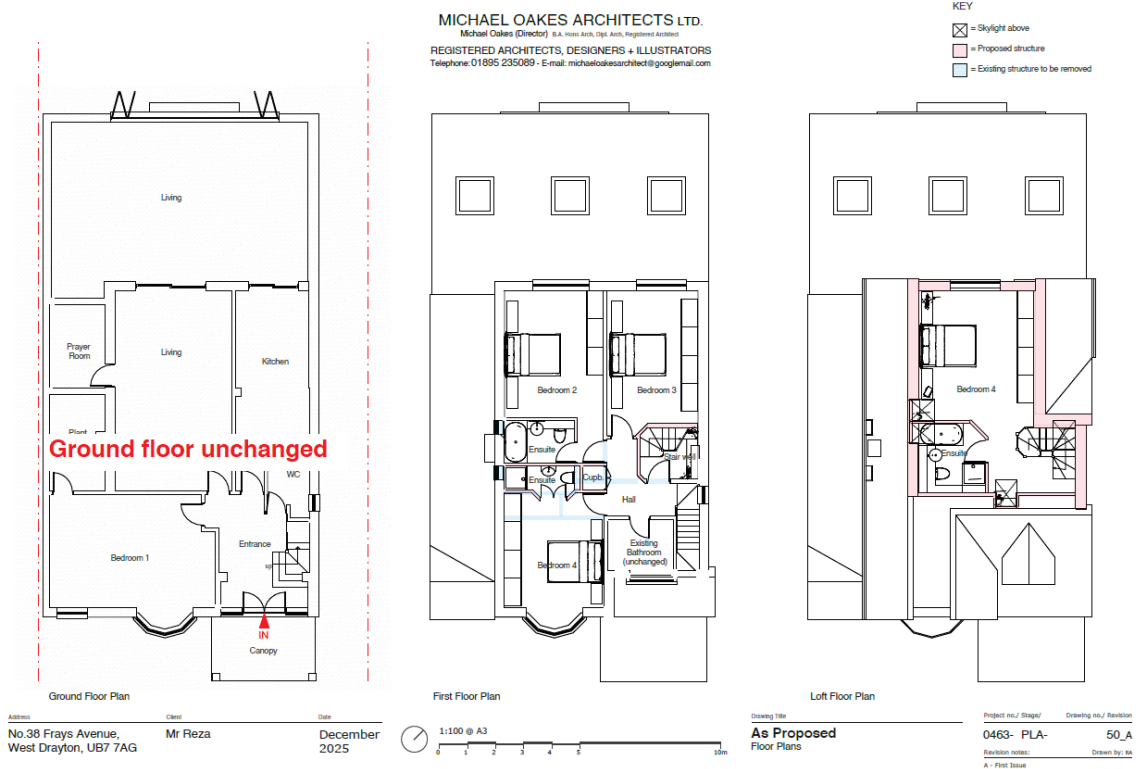 MICHAEL OAKES ARCHITECTS LTD.
Michael Oakes (Director) B.A. Hons Arch, Dipl. Arch, Registered Architect
REGISTERED ARCHITECTS, DESIGNERS + ILLUSTRATORS
Telephone: 01895 235089 - E-mail: michaeloakesarchitect@googlemail.com
KEY
= Skylight above
= Proposed structure
= Existing structure to be removed
Living
Prayer
Room
Living
Kitchen
Plant
Ground floor unchanged
WC
Bedroom 1
Entrance
IN
Canopy
Ground Floor Plan
Bedroom 2
Bedroom 3
Ensuite
Stair well
Ensuite
Cupb.
Hall
Existing
Bathroom
(unchanged)
Bedroom 4
First Floor Plan
Bedroom 4
Ensuite
Loft Floor Plan
Address
No.38 Frays Avenue,
West Drayton, UB7 7AG
Client
Mr Reza
Date
December
2025
1:100 @ A3
0 1 2 3 4 5 10m
Drawing Title
As Proposed
Floor Plans
Project no./ Stage/ Drawing no./ Revision
0463- PLA- 50_A
Revision notes: Drawn by: RA
A - First Issue